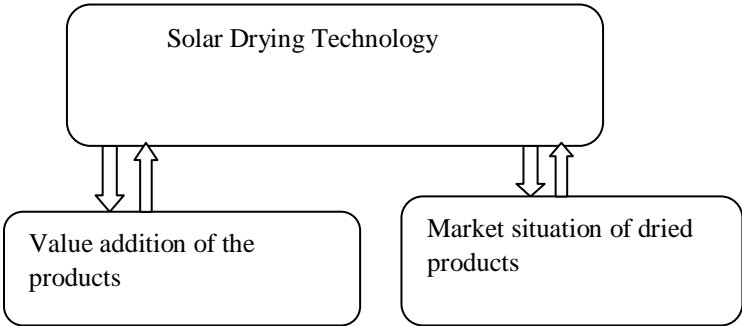 Solar Drying Technology
Value addition of the
products
Market situation of dried
products